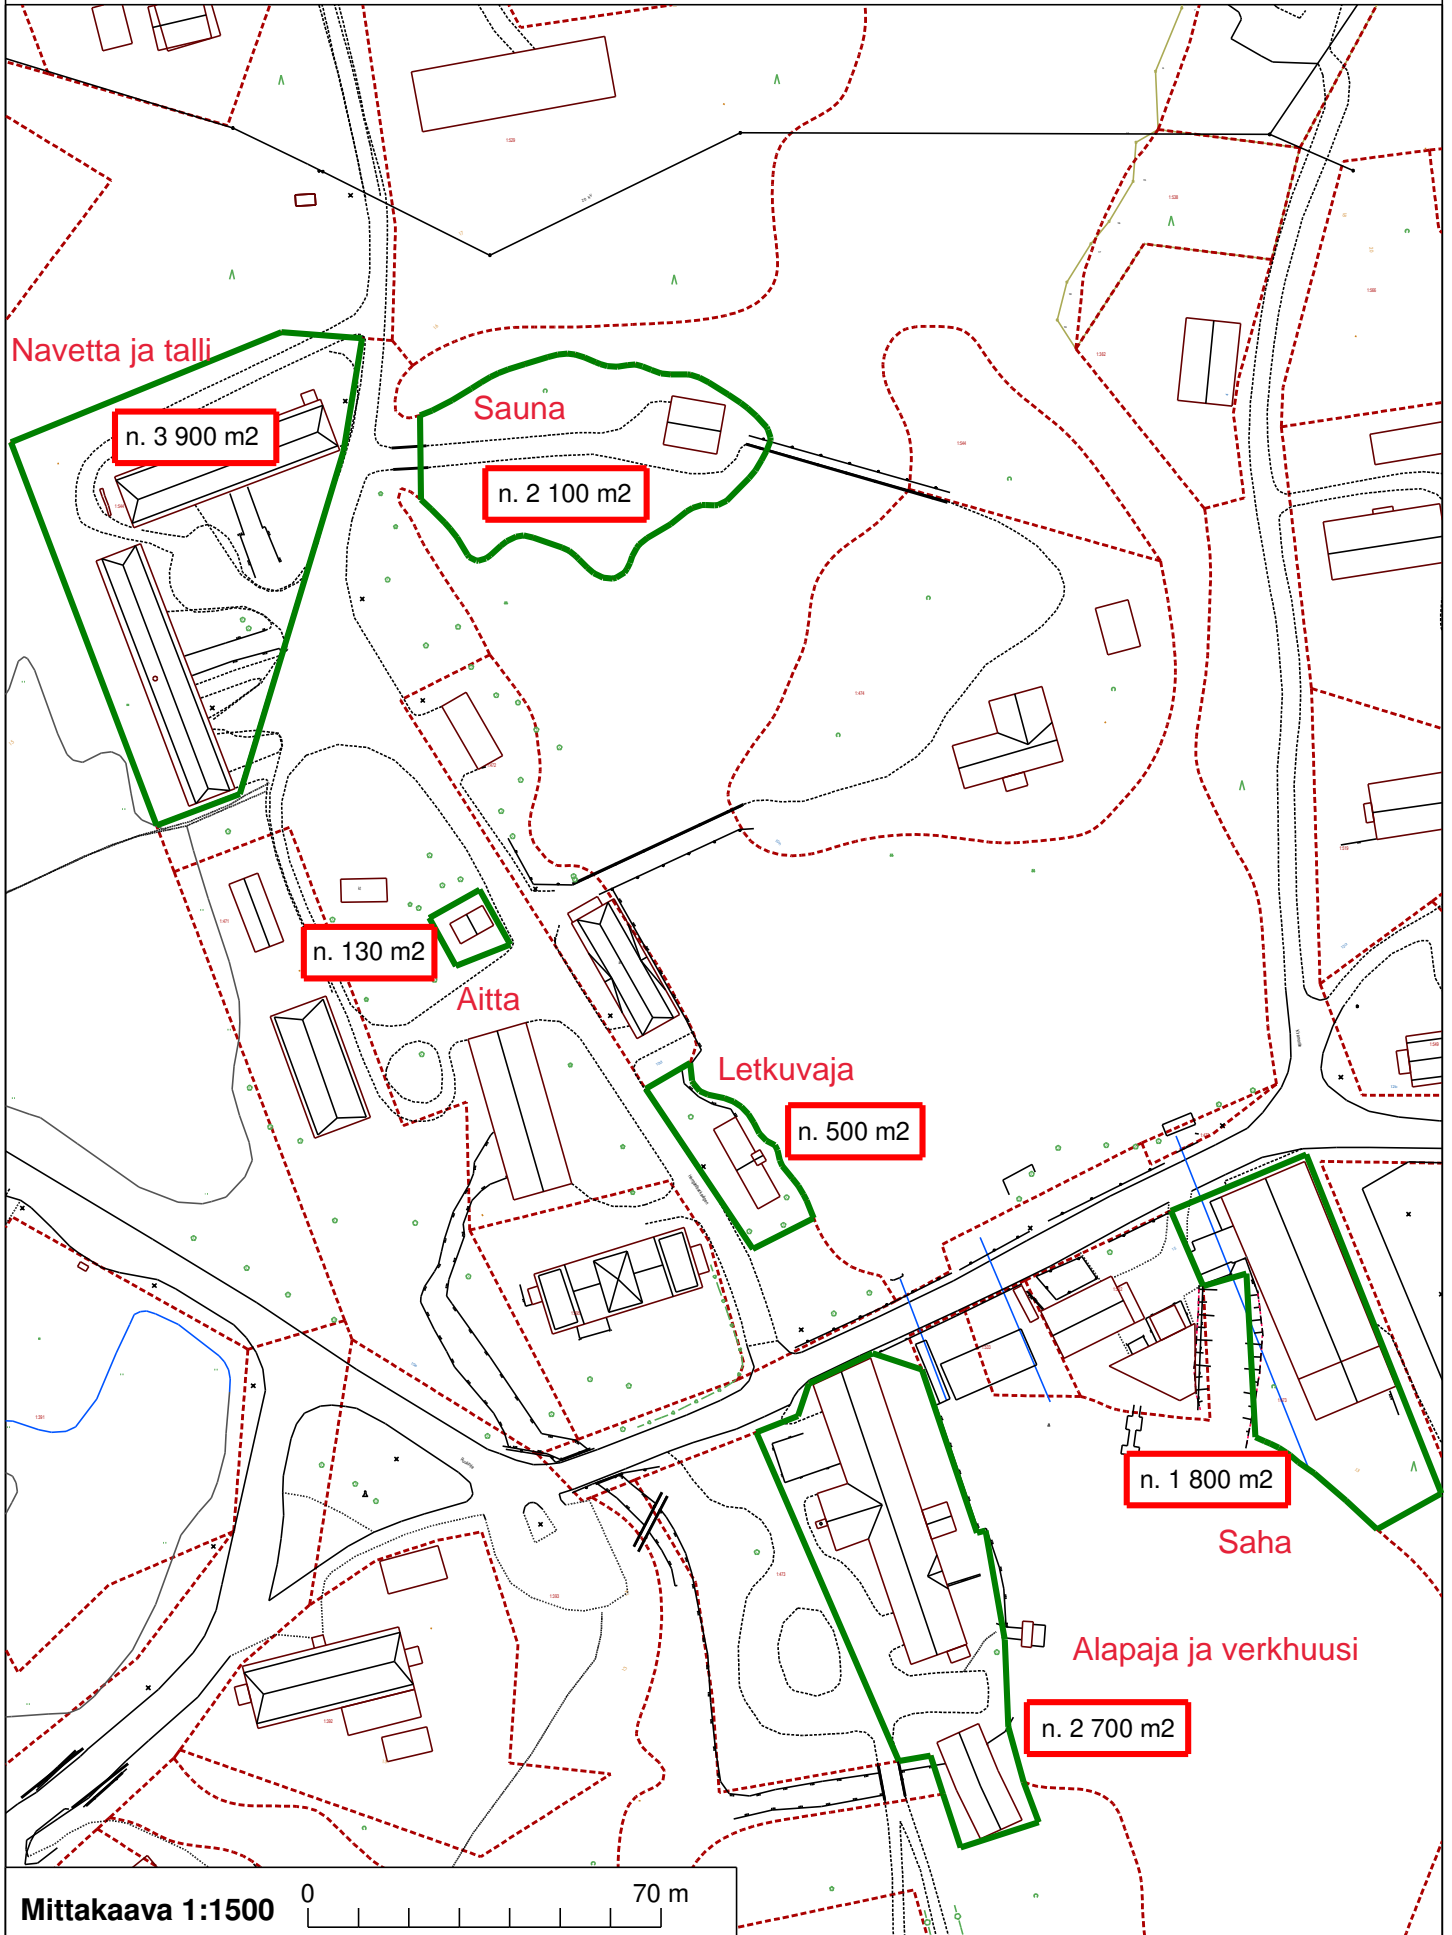 Navetta ja talli
n. 3 900 m2
Sauna
n. 2 100 m2
n. 130 m2
Aitta
Letkuvaja
n. 500 m2
n. 1 800 m2
Saha
Alapaja ja verkhuusi
n. 2 700 m2
Mittakaava 1:1500
0 70 m